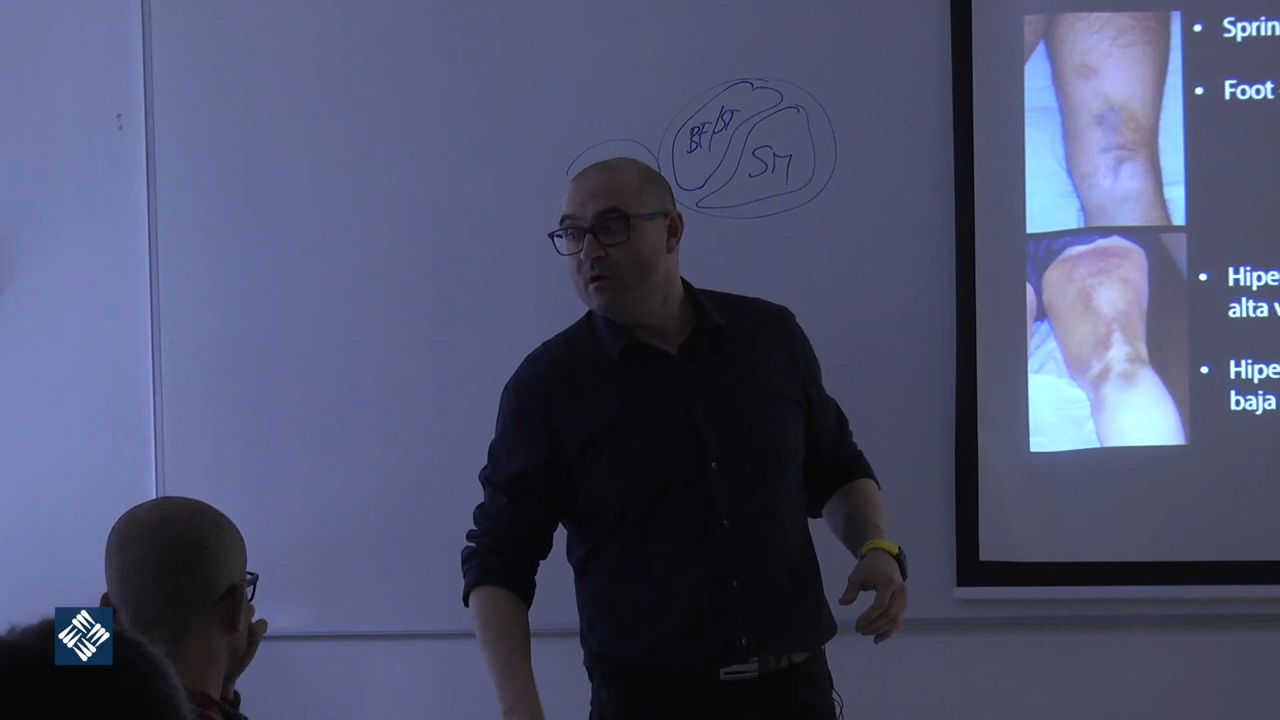 BF/ST
SM
• Sprin
• Foot
• Hipe
alta v
• Hipe
baja